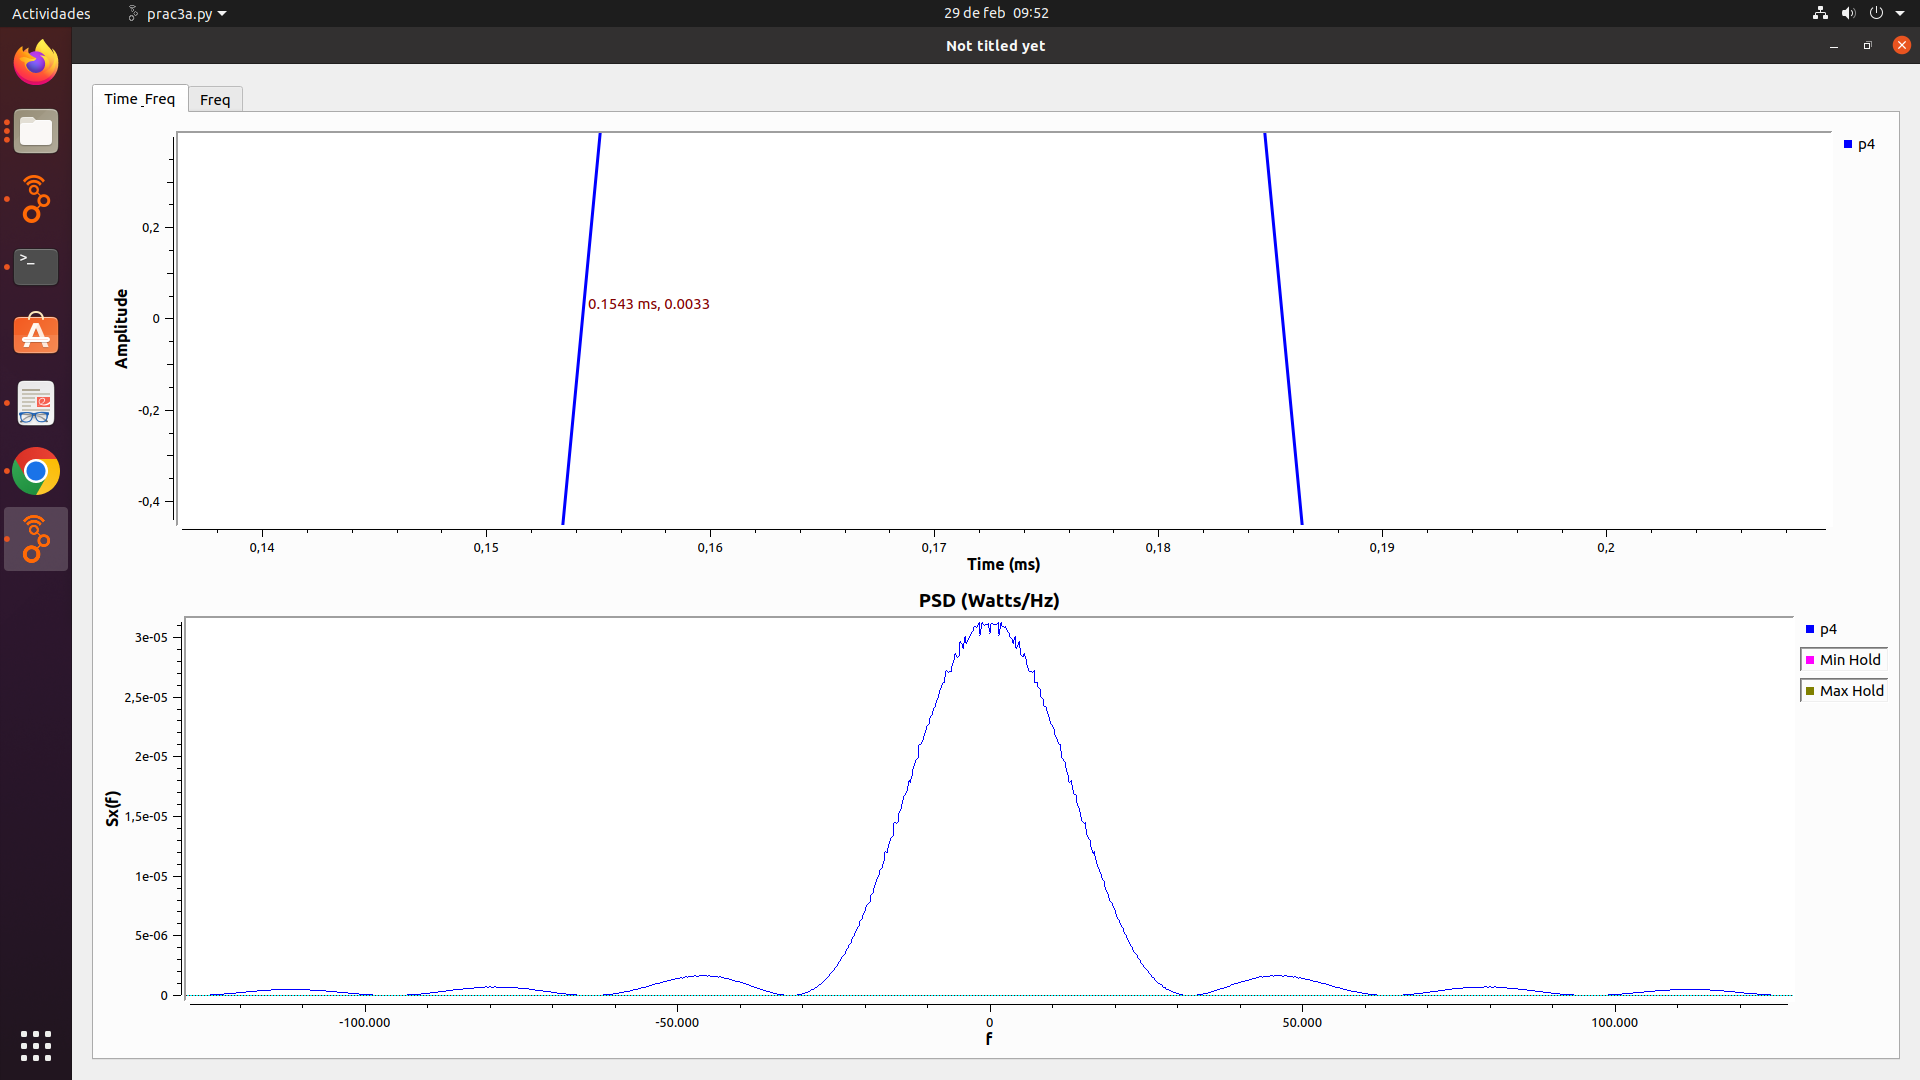 Actividades
prac3a.py
29 de feb 09:52
Not titled yet
Time_Freq
Freq
p4
0,2
0
-0,2
-0,4
Amplitude
0.1543 ms, 0.0033
0,14
0,15
0,16
0,17
0,18
0,19
0,2
Time (ms)
PSD (Watts/Hz)
p4
Min Hold
Max Hold
3e-05
2,5e-05
2e-05
1,5e-05
1e-05
5e-06
0
Sx(f)
-100.000
-50.000
0
50.000
100.000
f